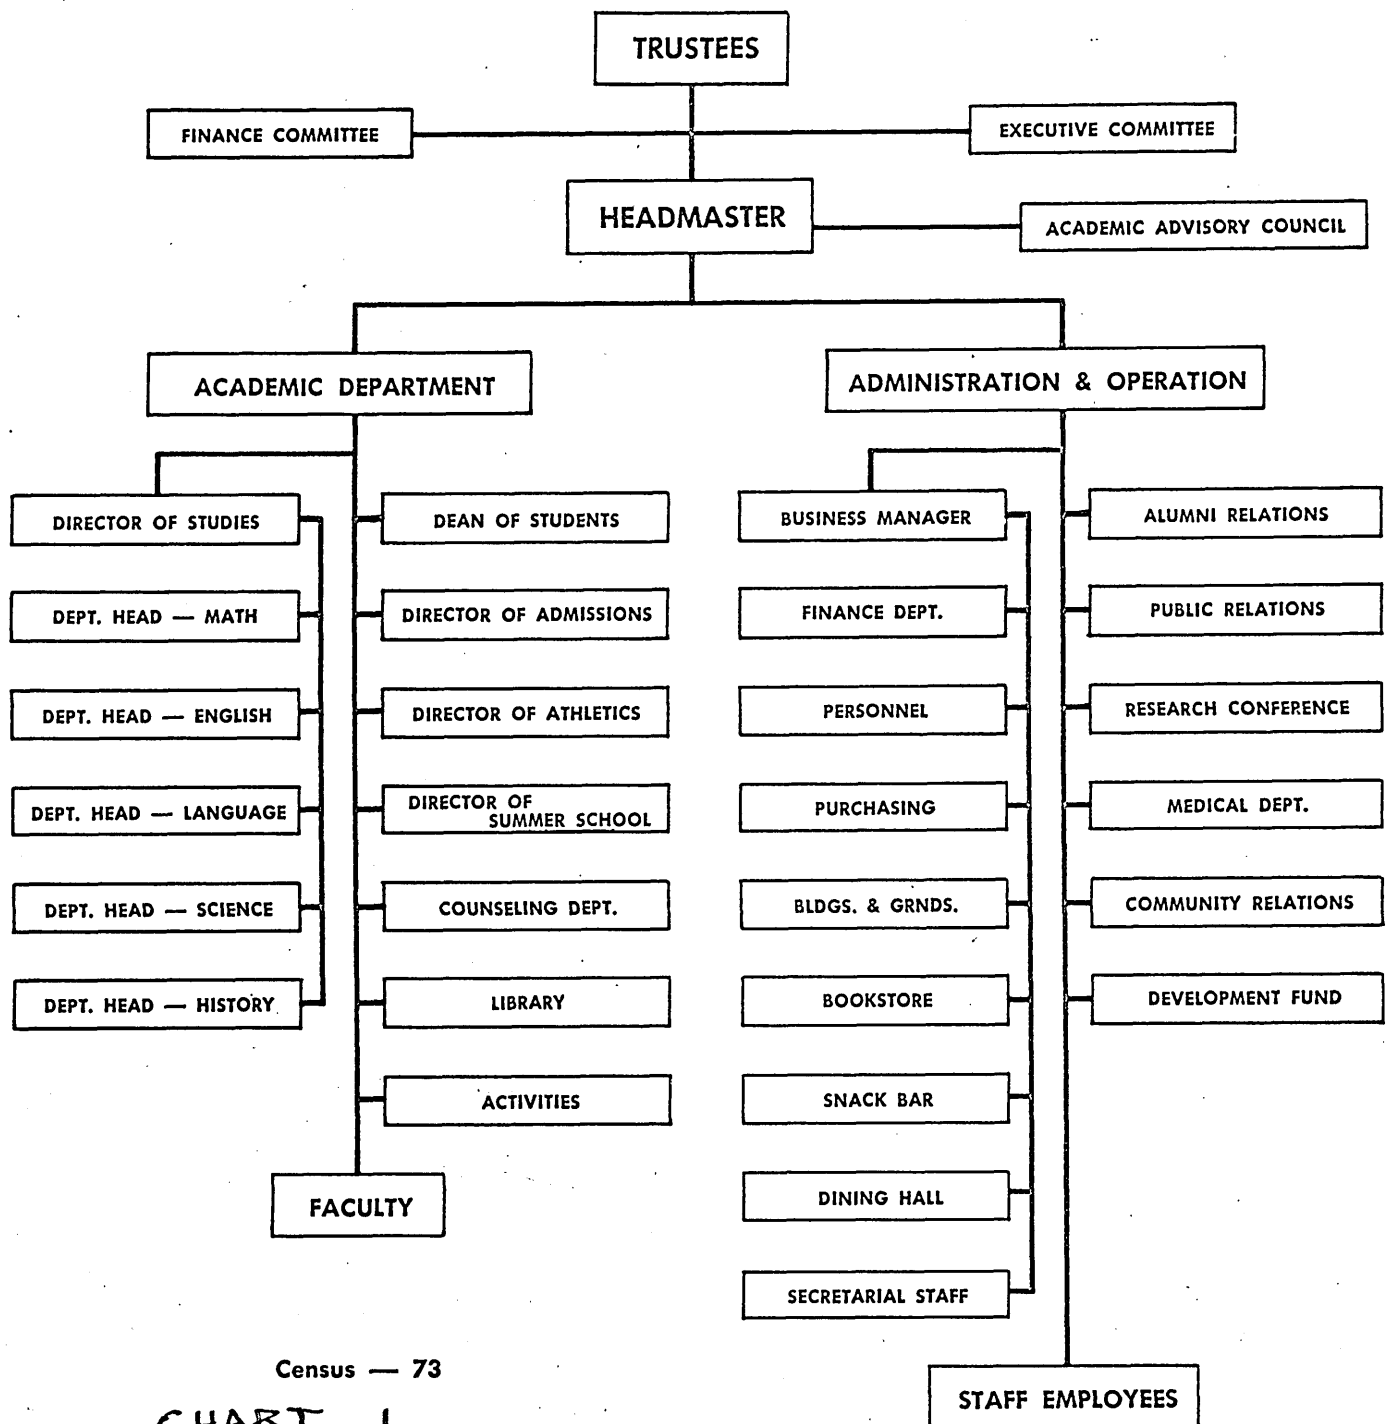 TRUSTEES
FINANCE COMMITTEE
EXECUTIVE COMMITTEE
HEADMASTER
ACADEMIC ADVISORY COUNCIL
ACADEMIC DEPARTMENT
ADMINISTRATION & OPERATION
DIRECTOR OF STUDIES
DEPT. HEAD — MATH
DEPT. HEAD — ENGLISH
DEPT. HEAD — LANGUAGE
DEPT. HEAD — SCIENCE
DEPT. HEAD — HISTORY
DEAN OF STUDENTS
DIRECTOR OF ADMISSIONS
DIRECTOR OF ATHLETICS
DIRECTOR OF
SUMMER SCHOOL
COUNSELING DEPT.
LIBRARY
ACTIVITIES
FACULTY
BUSINESS MANAGER
FINANCE DEPT.
PERSONNEL
PURCHASING
BLDGS. & GRNDS.
BOOKSTORE
SNACK BAR
DINING HALL
SECRETARIAL STAFF
ALUMNI RELATIONS
PUBLIC RELATIONS
RESEARCH CONFERENCE
MEDICAL DEPT.
COMMUNITY RELATIONS
DEVELOPMENT FUND
STAFF EMPLOYEES
Census — 73
CHART 1